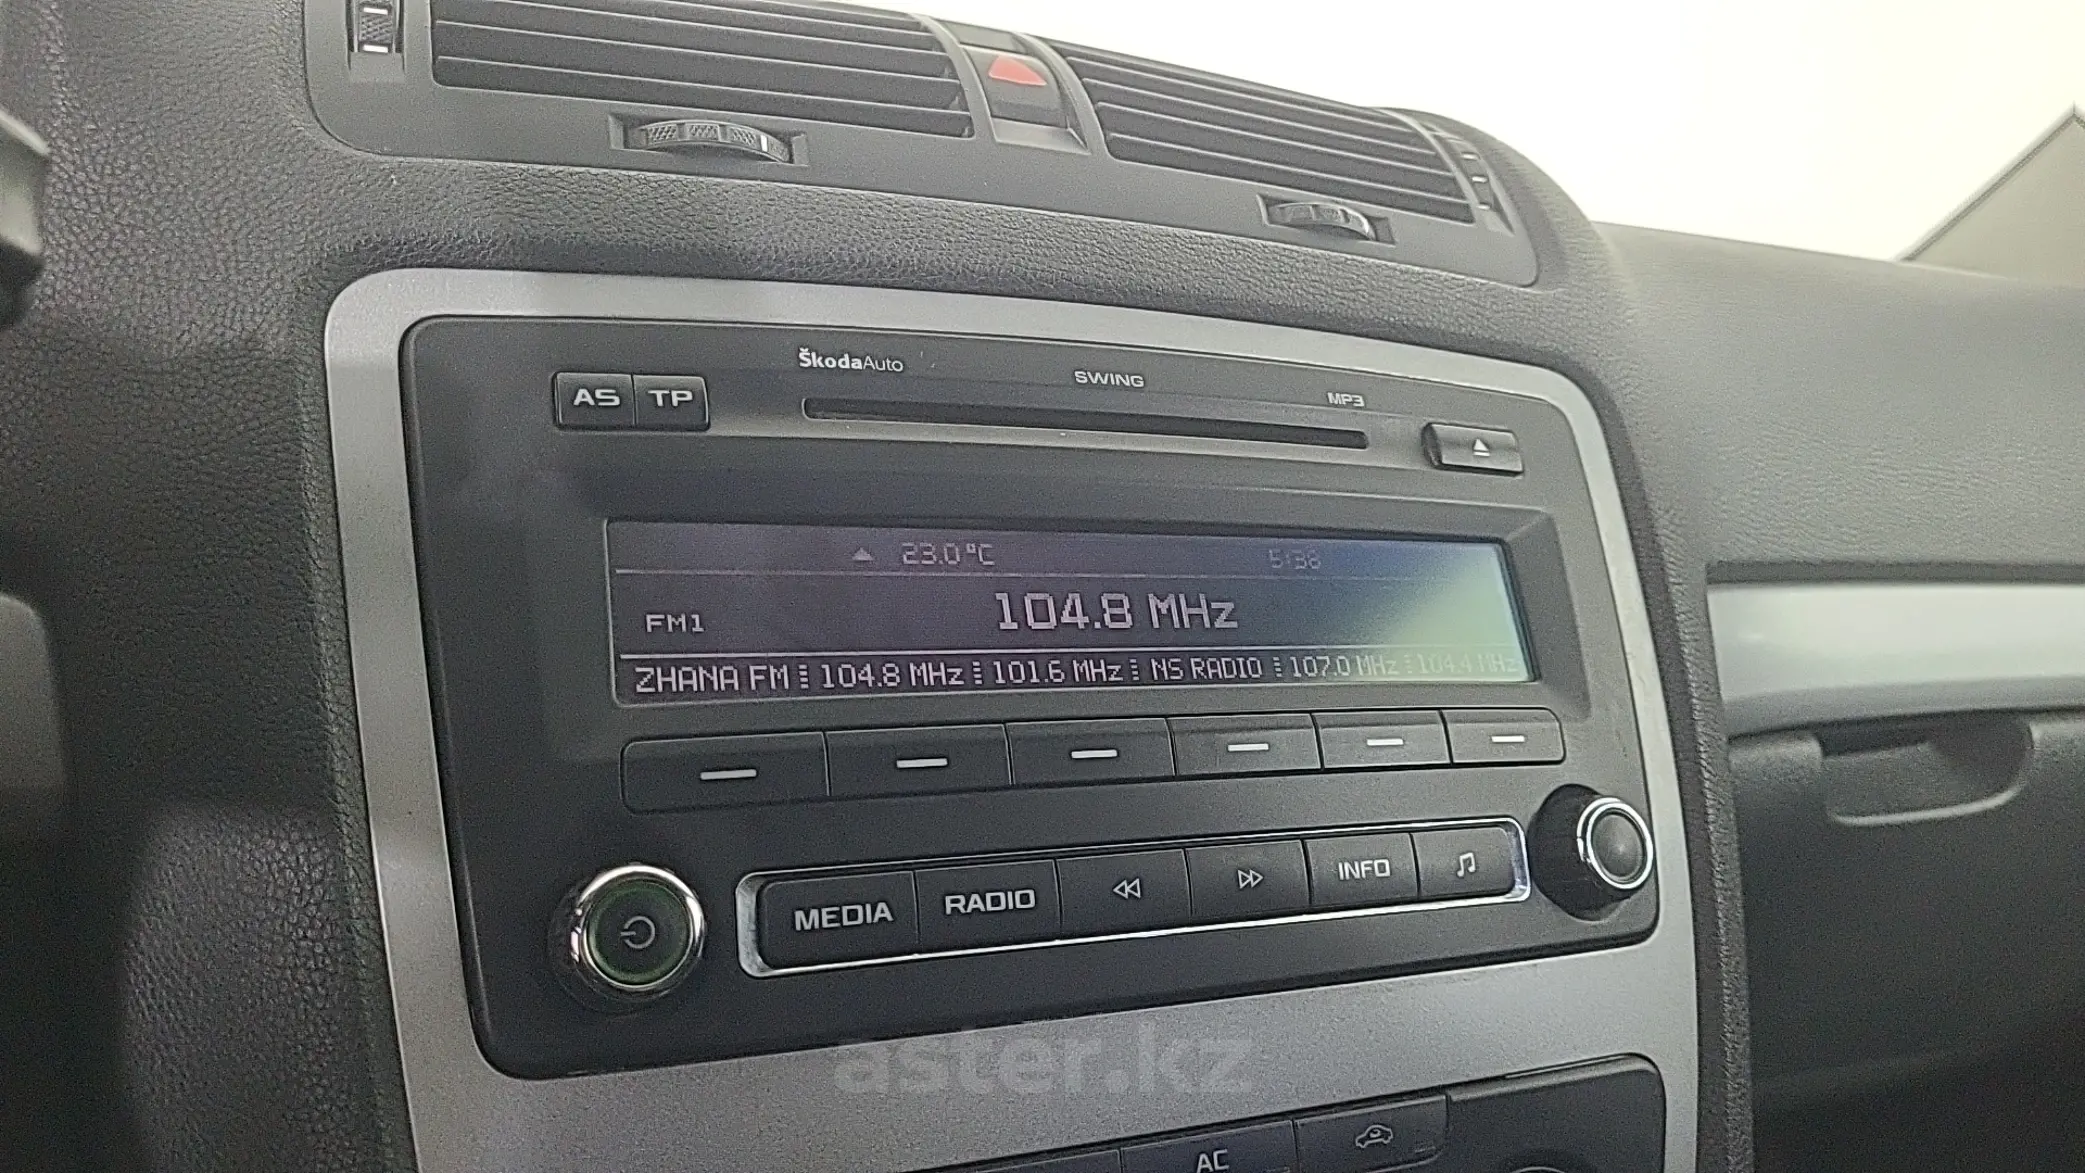 ŠkodaAuto
SWING
MP3
AS TP
23.0°C 5:38
FM1 104.8 MHz
ZHANA FM 104.8 MHz 101.6 MHz NS RADIO 107.0 MHz 104.4 MHz
MEDIA RADIO INFO
aster.kz
AC